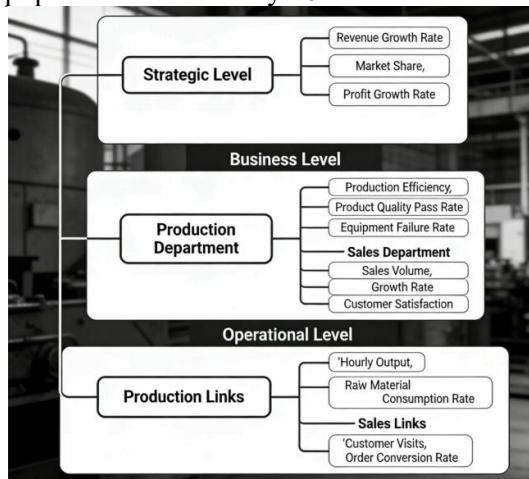 Strategic Level
Revenue Growth Rate
Market Share,
Profit Growth Rate
Business Level
Production
Department
Production Efficiency,
Product Quality Pass Rate
Equipment Failure Rate
Sales Department
Sales Volume,
Growth Rate
Customer Satisfaction
Operational Level
Production Links
'Hourly Output,
Raw Material
Consumption Rate
Sales Links
'Customer Visits,
Order Conversion Rate